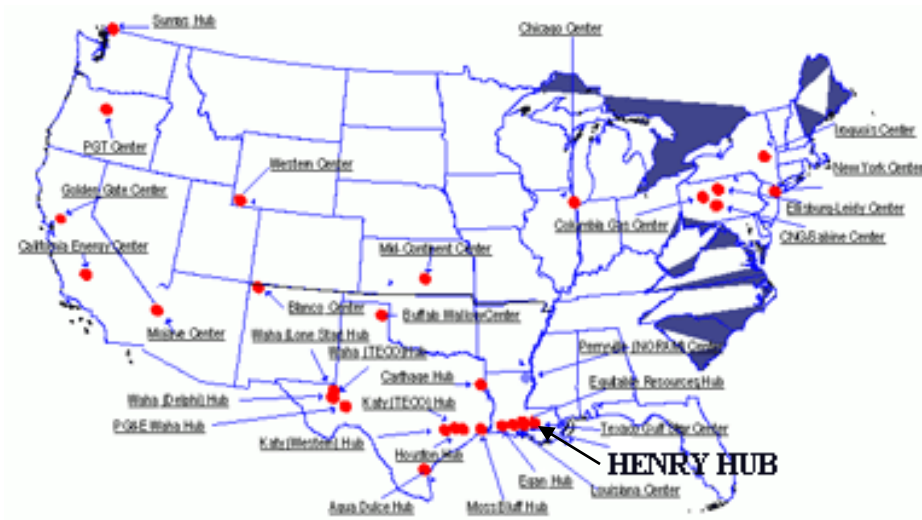 Sumas Hub
Chicago Center
Iroquois Center
PGT Center
Western Center
New York Center
Golden Gate Center
Ellisburg-Leidy Center
Columbia Gas Center
CNG/Sabine Center
California Energy Center
Mid-Continent Center
Blanco Center
Buffalo Wallow Center
Mojave Center
Waha (Lone Star) Hub
Waha (TECO) Hub
Perryville (NORAM) Center
Carthage Hub
Equitable Resources Hub
Waha (Delphi) Hub
Katy (TECO) Hub
PG&E Waha Hub
Texaco Gulf Star Center
Katy (Western) Hub
Houston Hub
HENRY HUB
Egan Hub
Louisiana Center
Aqua Dulce Hub
Moss Bluff Hub